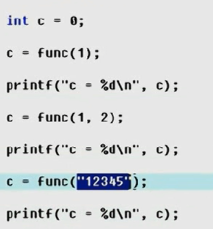 int c = 0;
c = func(1);
printf("c = %d\n", c);
c = func(1, 2);
printf("c = %d\n", c);
c = func("12345");
printf("c = %d\n", c);